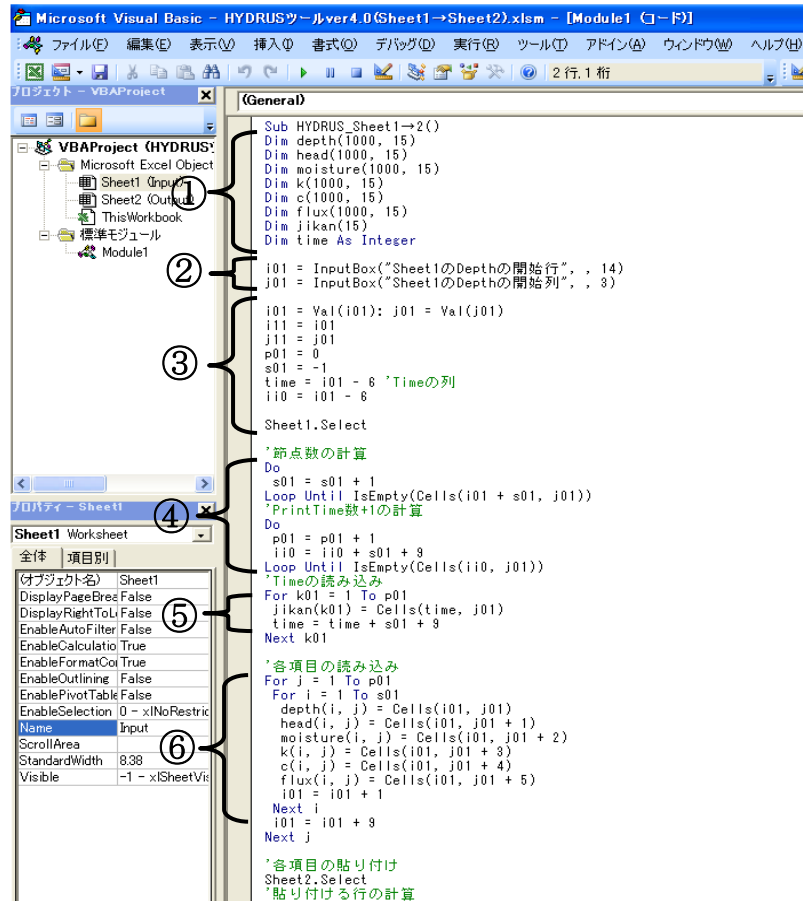 Microsoft Visual Basic - HYDRUSツールver4.0(Sheet1→Sheet2).xlsm - [Module1 (コード)]
ファイル(F) 編集(E) 表示(V) 挿入(I) 書式(O) デバッグ(D) 実行(R) ツール(T) アドイン(A) ウィンドウ(W) ヘルプ(H)
2 行, 1 桁
プロジェクト - VBAProject
VBAProject (HYDRUS
Microsoft Excel Object
Sheet1 (Input)
Sheet2 (Output)
ThisWorkbook
標準モジュール
Module1
プロパティ - Sheet1
Sheet1 Worksheet
全体 項目別
(オブジェクト名) Sheet1
DisplayPageBrea False
DisplayRightToL False
EnableAutoFilter False
EnableCalculatio True
EnableFormatCo True
EnableOutlining False
EnablePivotTable False
EnableSelection 0 - xlNoRestric
Name Input
ScrollArea
StandardWidth 8.38
Visible -1 - xlSheetVis
(General)
①
Sub HYDRUS_Sheet1→2()
Dim depth(1000, 15)
Dim head(1000, 15)
Dim moisture(1000, 15)
Dim k(1000, 15)
Dim c(1000, 15)
Dim flux(1000, 15)
Dim jikan(15)
Dim time As Integer
②
i01 = InputBox("Sheet1のDepthの開始行", , 14)
j01 = InputBox("Sheet1のDepthの開始列", , 3)
③
i01 = Val(i01): j01 = Val(j01)
i11 = i01
j11 = j01
p01 = 0
s01 = -1
time = i01 - 6 'Timeの列
ii0 = i01 - 6
Sheet1.Select
④
'節点数の計算
Do
s01 = s01 + 1
Loop Until IsEmpty(Cells(i01 + s01, j01))
'PrintTime数+1の計算
Do
p01 = p01 + 1
ii0 = ii0 + s01 + 9
Loop Until IsEmpty(Cells(ii0, j01))
'Timeの読み込み
⑤
For k01 = 1 To p01
jikan(k01) = Cells(time, j01)
time = time + s01 + 9
Next k01
⑥
'各項目の読み込み
For j = 1 To p01
For i = 1 To s01
depth(i, j) = Cells(i01, j01)
head(i, j) = Cells(i01, j01 + 1)
moisture(i, j) = Cells(i01, j01 + 2)
k(i, j) = Cells(i01, j01 + 3)
c(i, j) = Cells(i01, j01 + 4)
flux(i, j) = Cells(i01, j01 + 5)
i01 = i01 + 1
Next i
i01 = i01 + 9
Next j
'各項目の貼り付け
Sheet2.Select
'貼り付ける行の計算